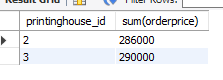 Result Grid Filter Rows:
printinghouse_id sum(orderprice)
2 286000
3 290000